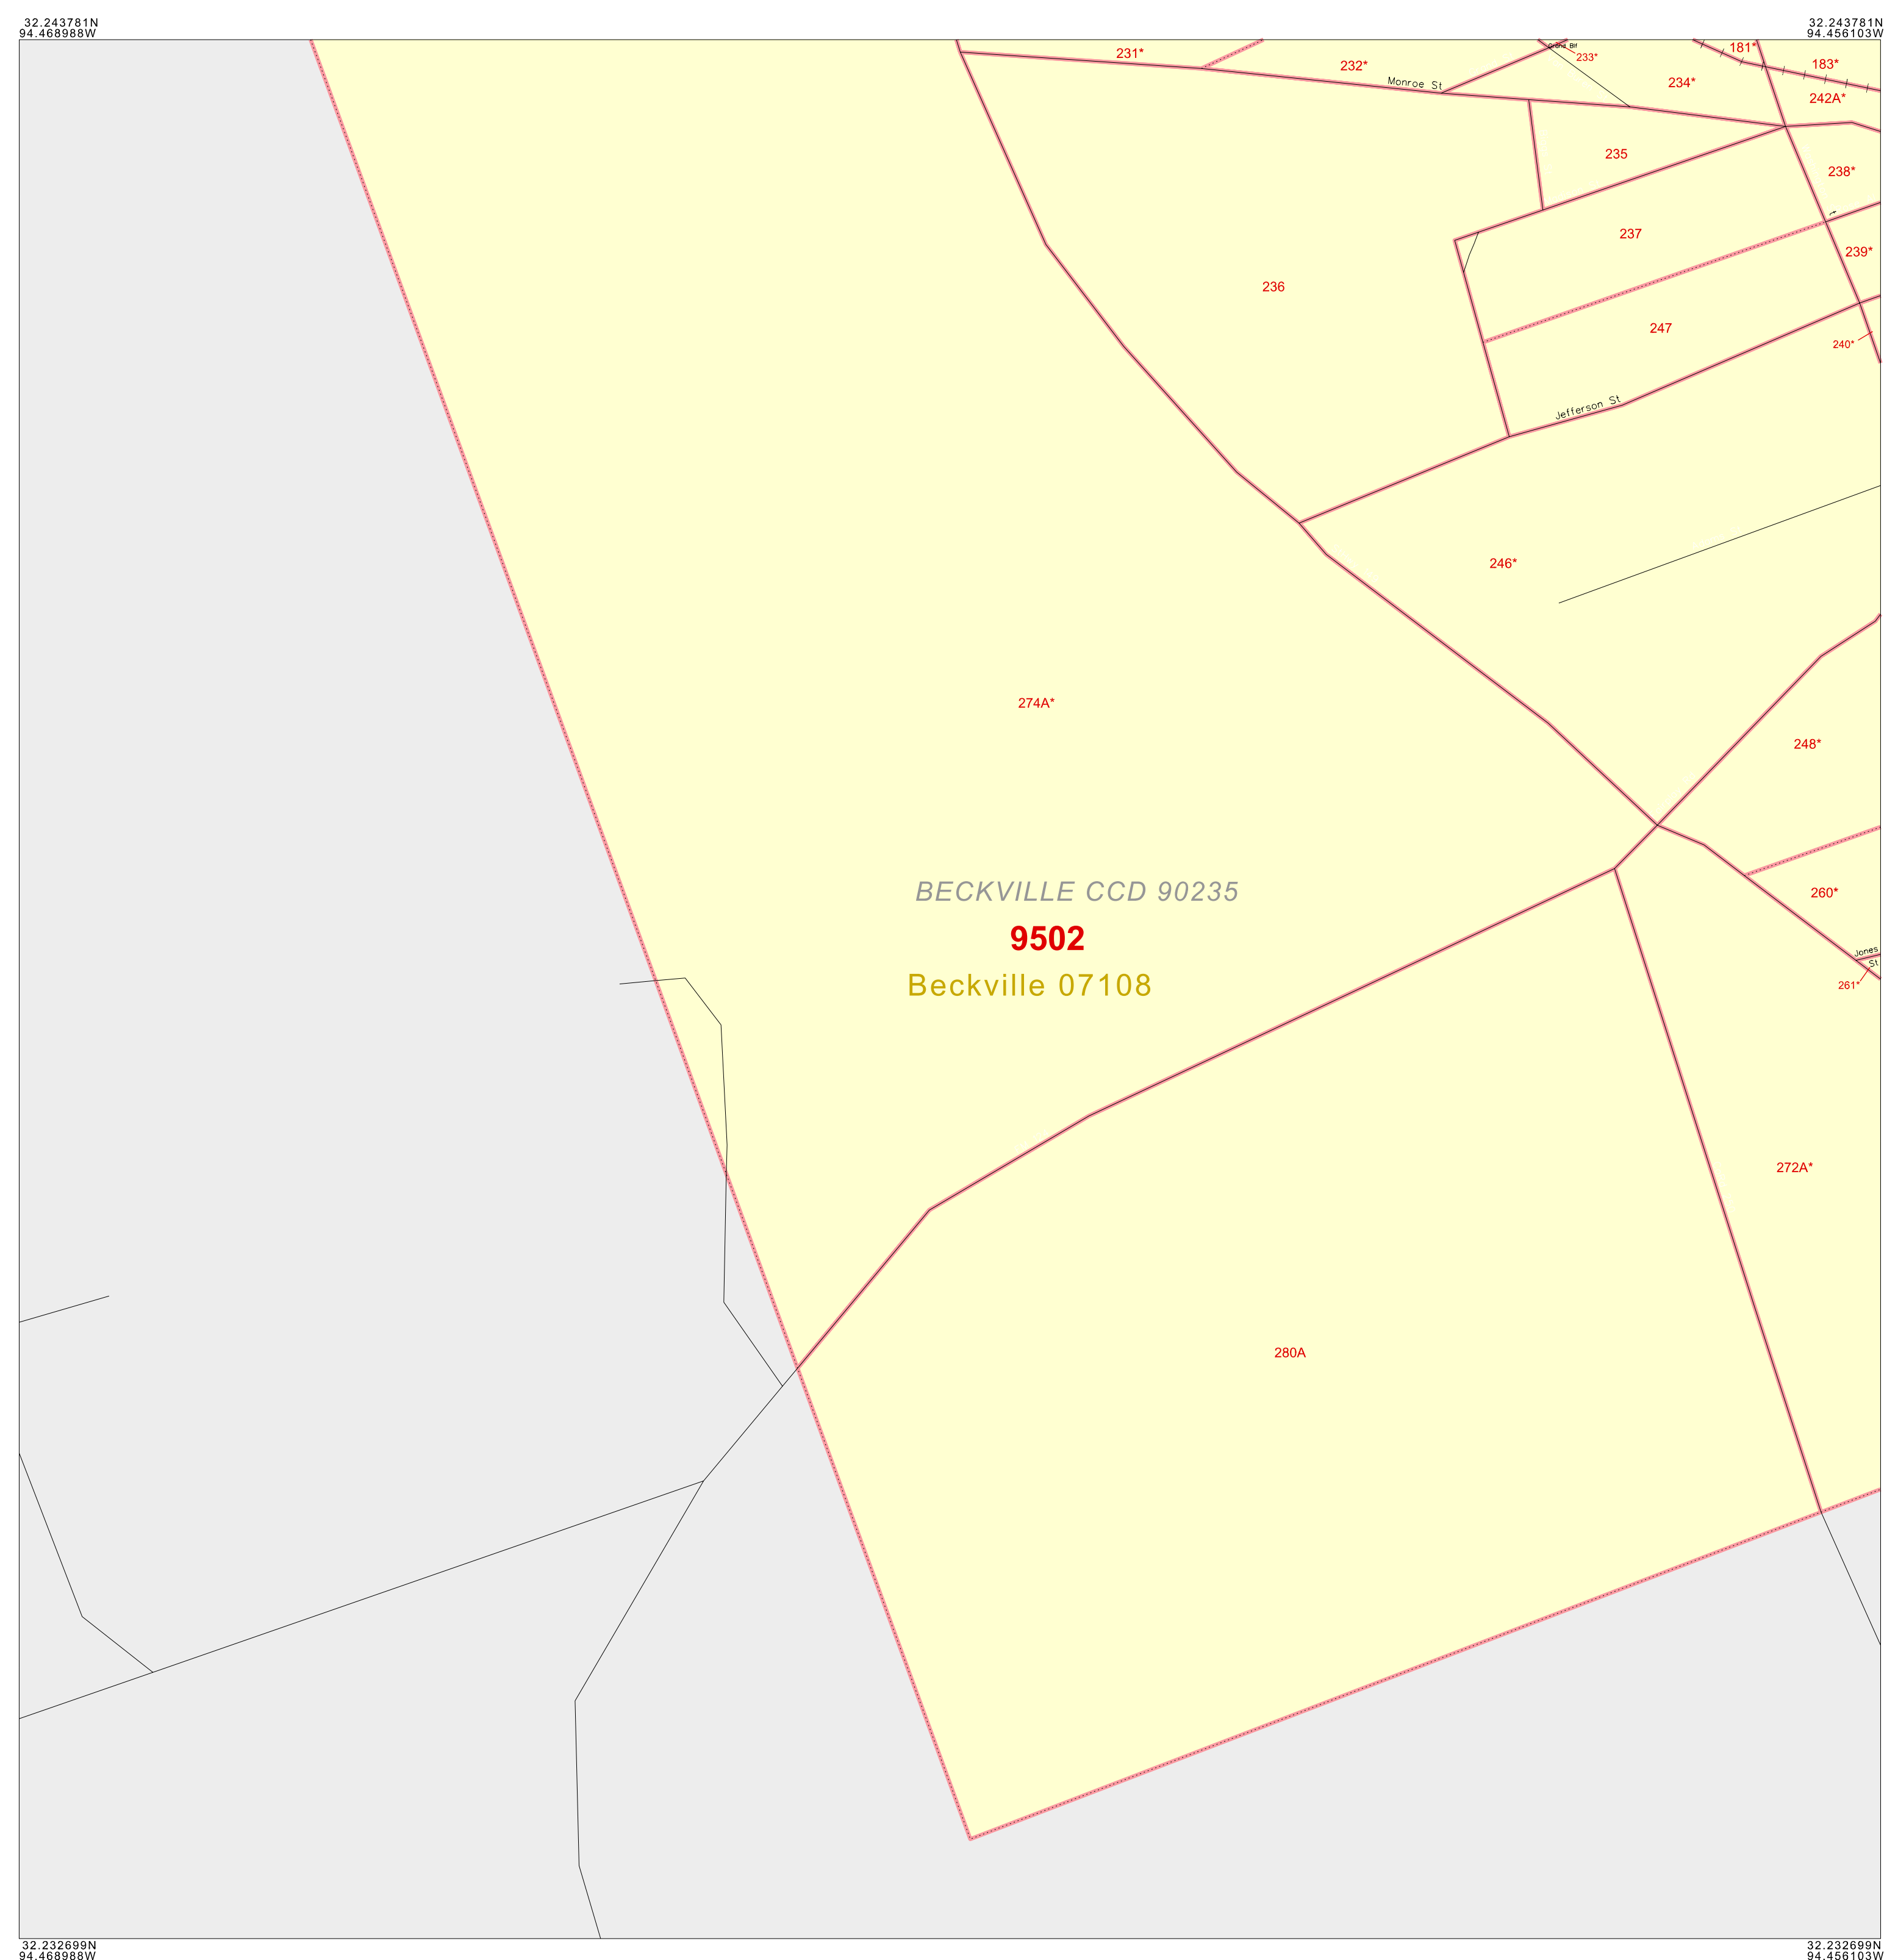 32.243781N
94.468988W
32.243781N
94.456103W
231*
232*
Monroe St
Grand Blf
233*
234*
181*
183*
242A*
235
238*
237
239*
236
247
240*
Jefferson St
246*
274A*
248*
BECKVILLE CCD 90235
260*
9502
Jones
St
Beckville 07108
261*
272A*
280A
32.232699N
94.468988W
32.232699N
94.456103W